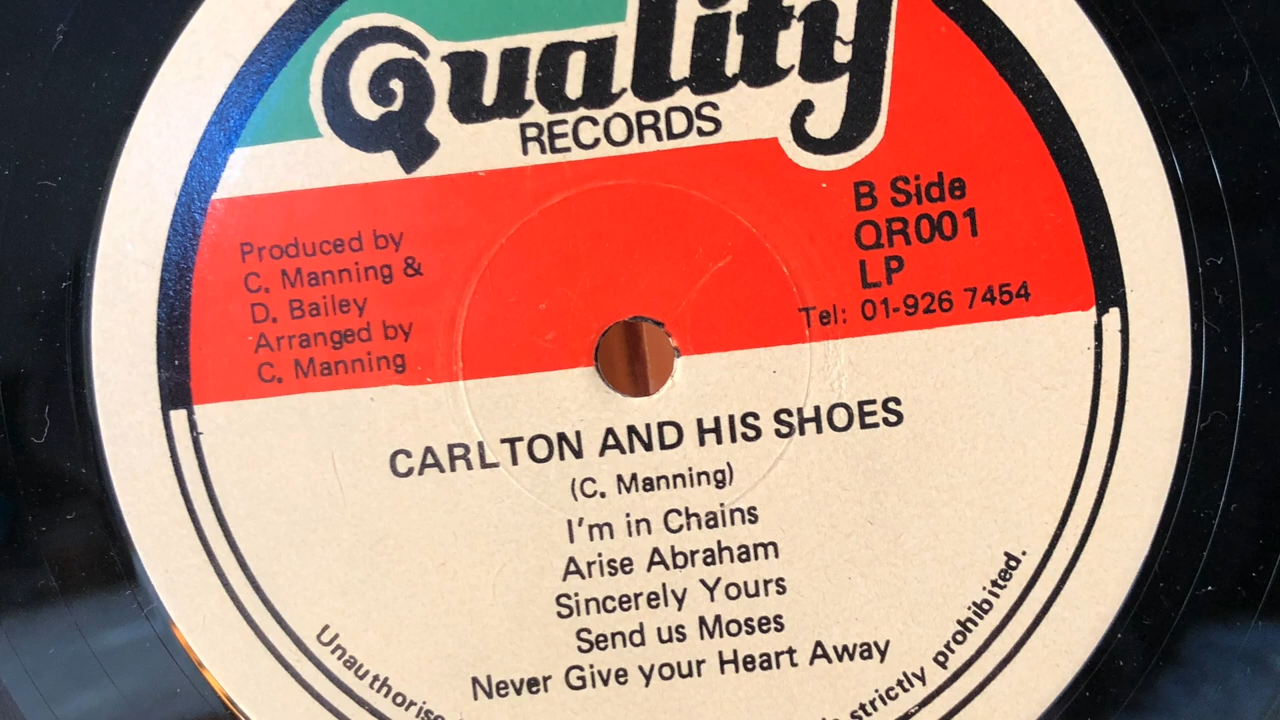 Quality
RECORDS
B Side
QR001
LP
Tel: 01-926 7454
Produced by
C. Manning &
D. Bailey
Arranged by
C. Manning
CARLTON AND HIS SHOES
(C. Manning)
I'm in Chains
Arise Abraham
Sincerely Yours
Send us Moses
Never Give your Heart Away
strictly prohibited.